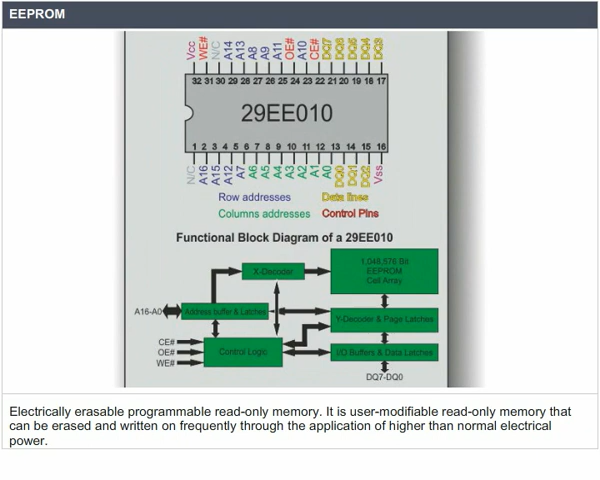 EEPROM
Vcc WE# N/C A14 A13 A8 A9 A11 OE# A10 CE# DQ7 DQ6 DQ5 DQ4 DQ3
32 31 30 29 28 27 26 25 24 23 22 21 20 19 18 17
29EE010
1 2 3 4 5 6 7 8 9 10 11 12 13 14 15 16
N/C A16 A15 A12 A7 A6 A5 A4 A3 A2 A1 A0 DQ0 DQ1 DQ2 Vss
Row addresses Data lines
Columns addresses Control Pins
Functional Block Diagram of a 29EE010
X-Decoder
1,048,576 Bit
EEPROM
Cell Array
A16-A0
Address buffer & Latches
Y-Decoder & Page Latches
CE#
OE#
WE#
Control Logic
I/O Buffers & Data Latches
DQ7-DQ0
Electrically erasable programmable read-only memory. It is user-modifiable read-only memory that
can be erased and written on frequently through the application of higher than normal electrical
power.